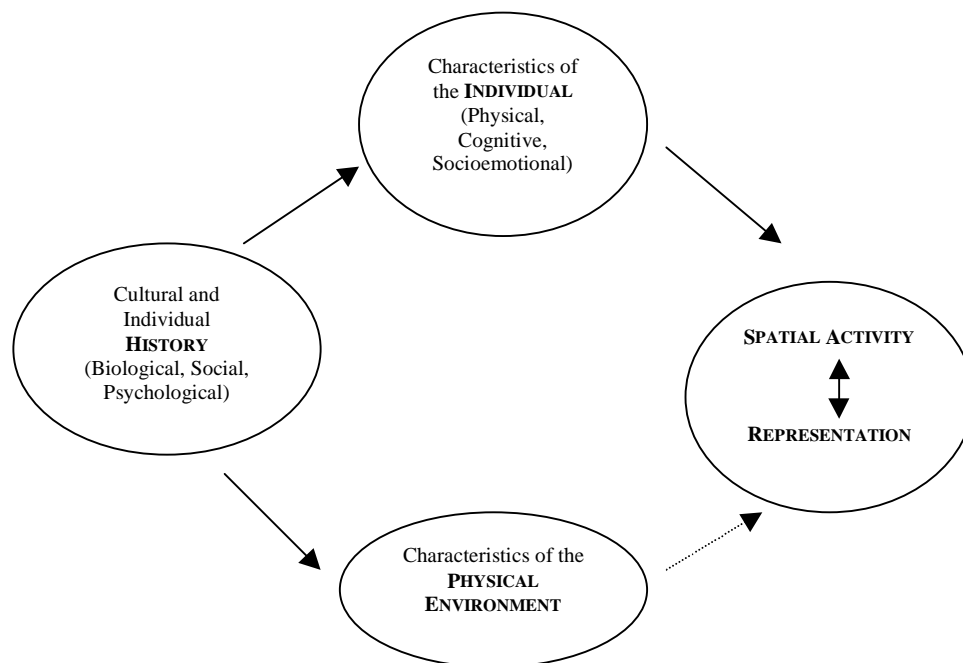 Characteristics of
the INDIVIDUAL
(Physical,
Cognitive,
Socioemotional)
Cultural and
Individual
HISTORY
(Biological, Social,
Psychological)
SPATIAL ACTIVITY
REPRESENTATION
Characteristics of the
PHYSICAL
ENVIRONMENT